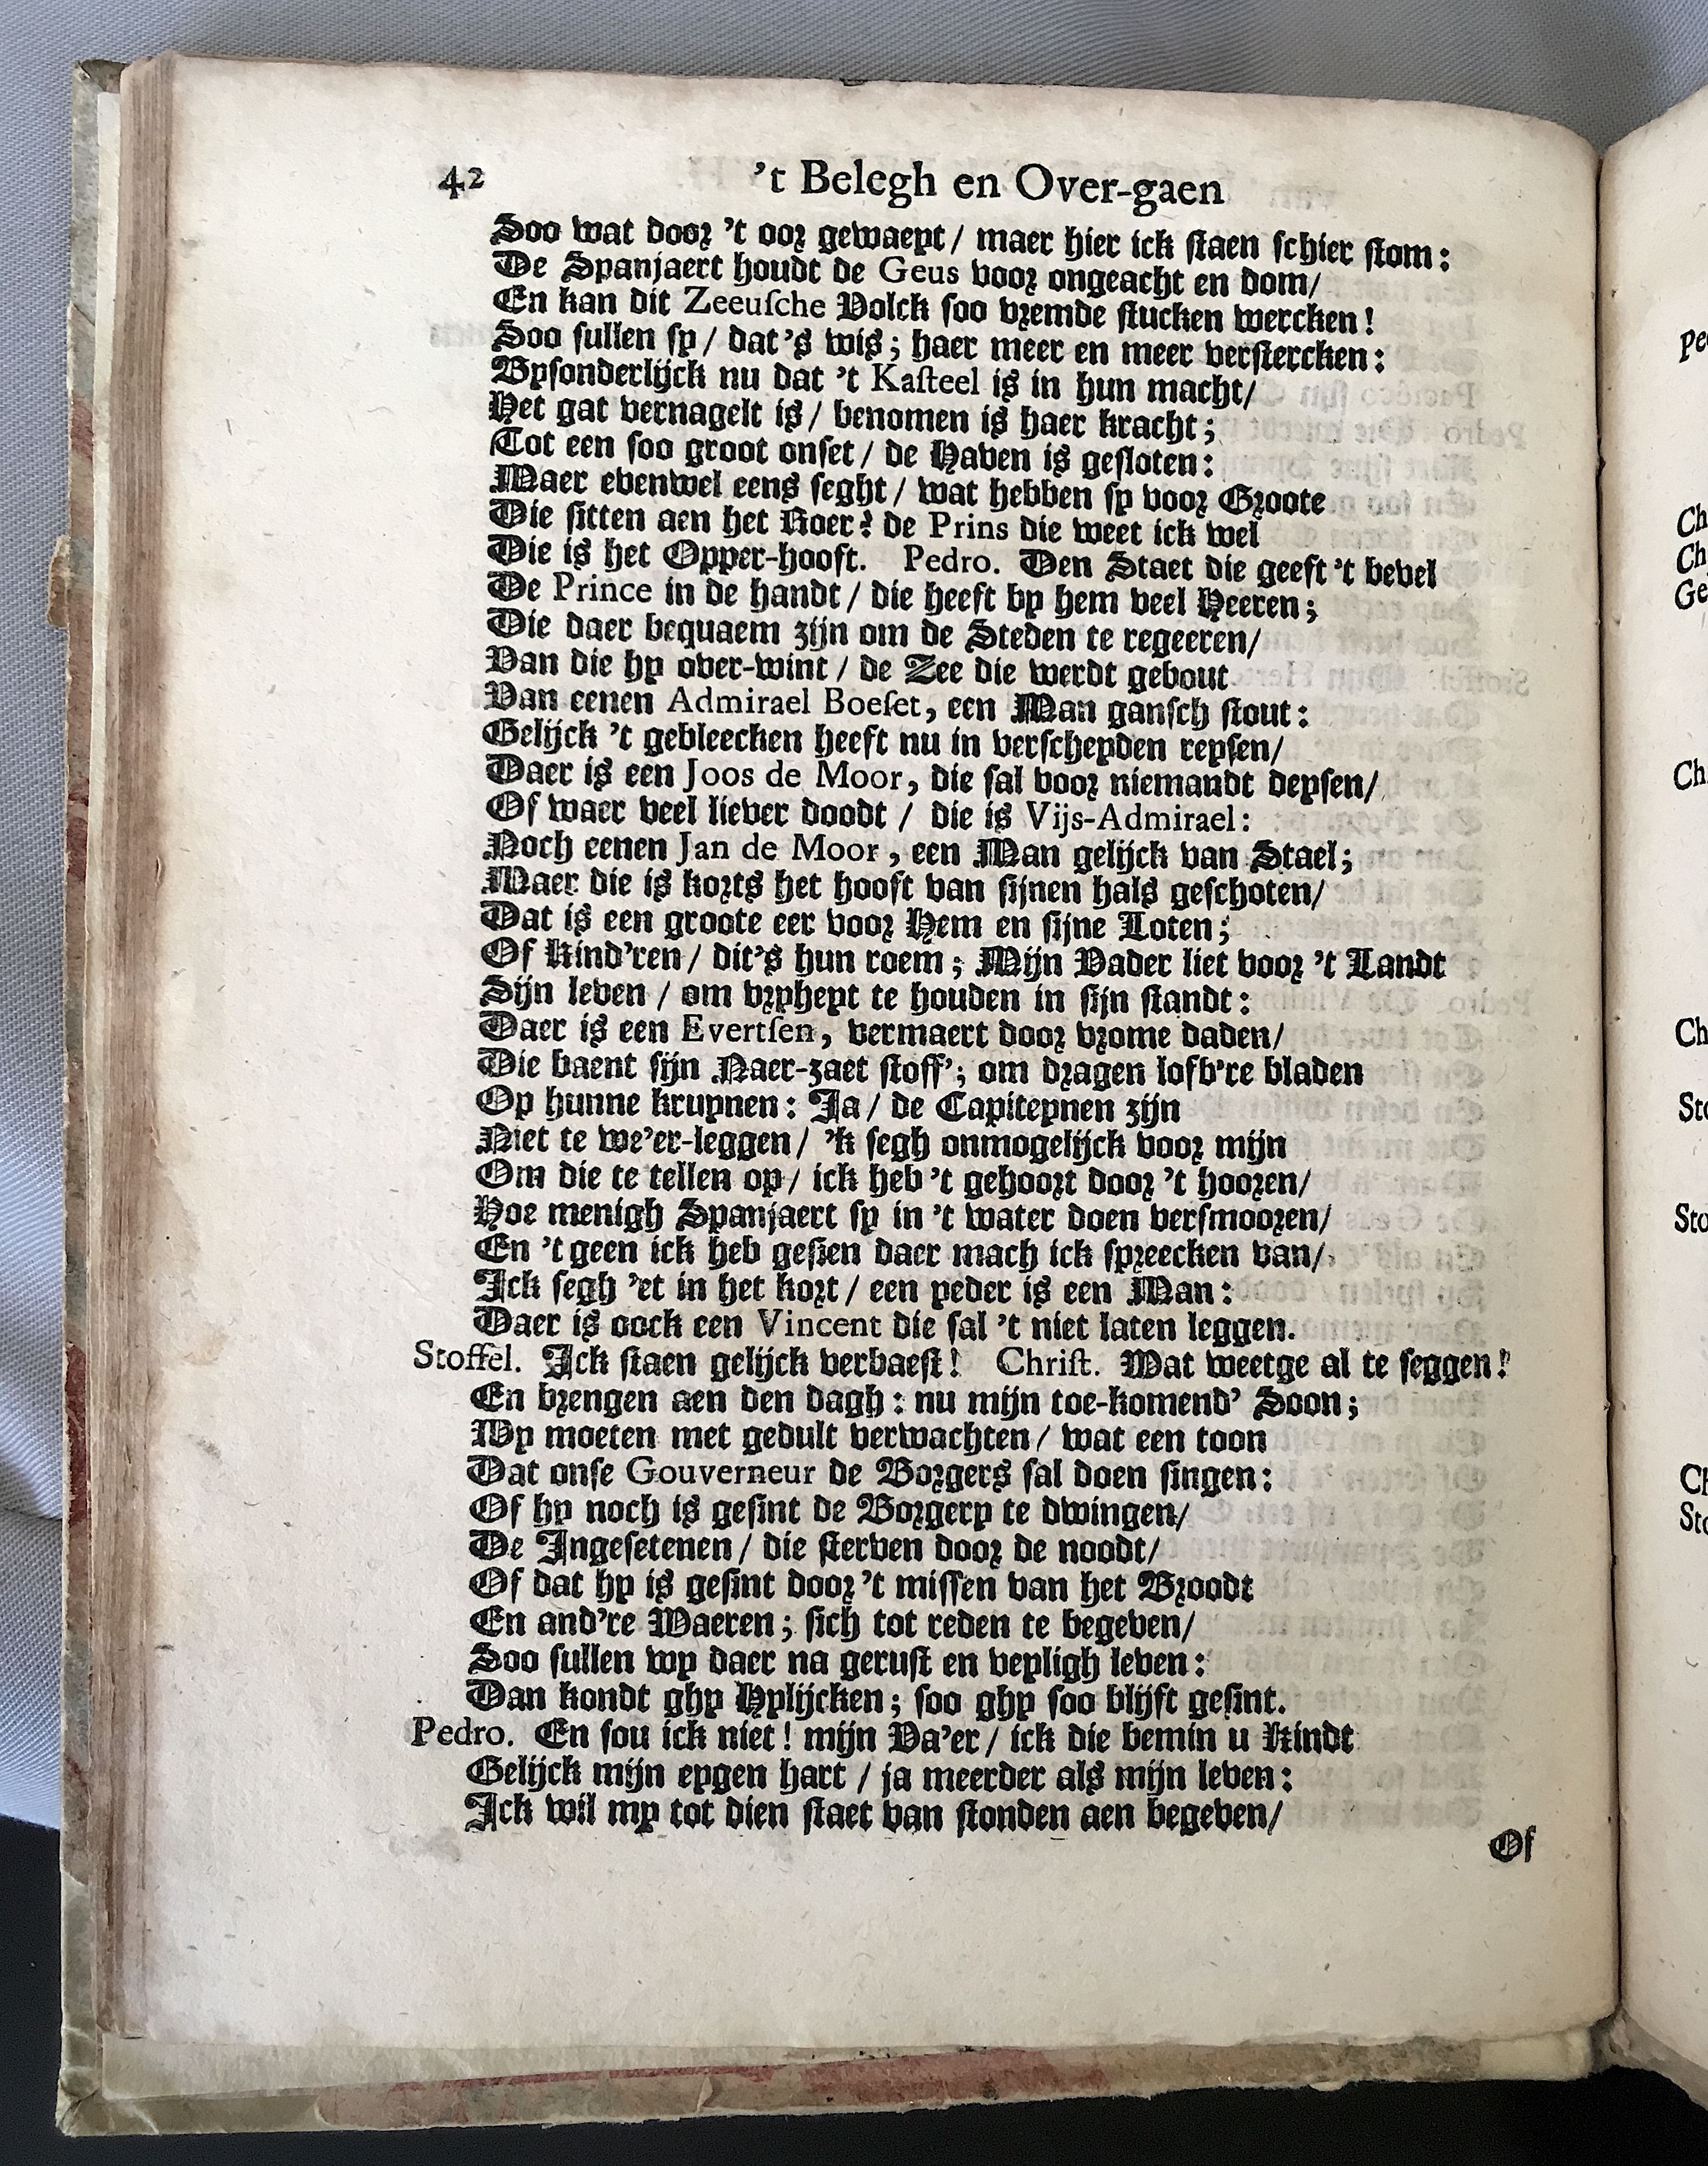 42 't Belegh en Over-gaen
Soo wat door 't oor gewaeyt / maer hier ick staen schier stom:
De Spanjaert houdt de Geus voor ongeacht en dom/
En kan dit Zeeusche Volck soo vremde stucken wercken!
Soo sullen sy / dat's wis; haer meer en meer verstercken:
Bysonderlijck nu dat 't Kasteel is in hun macht/
Het gat vernagelt is / benomen is haer kracht;
Tot een soo groot onset / de Haven is gesloten:
Maer evenwel eens seght / wat hebben sy voor Groote
Die sitten aen het Roer? de Prins die weet ick wel
Die is het Opper-hooft. Pedro. Den Staet die geeft 't bevel
De Prince in de handt / die heeft by hem veel Heeren;
Die daer bequaem zijn om de Steden te regeeren/
Van die hy over-wint / de Zee die werdt gebout
Van eenen Admirael Boeset, een Man gansch stout:
Gelijck 't gebleecken heeft nu in verscheyden reysen/
Daer is een Joos de Moor, die sal voor niemandt deysen/
Of waer veel liever doodt / die is Vijs-Admirael:
Noch eenen Jan de Moor, een Man gelijck van Stael;
Maer die is korts het hooft van sijnen hals geschoten/
Dat is een groote eer voor Hem en sijne Loten;
Of Kind'ren / dit's hun roem; Mijn Vader liet voor 't Landt
Sijn leven / om vryheyt te houden in sijn standt:
Daer is een Evertsen, vermaert door vrome daden/
Die baent sijn Naer-zaet stoff'; om dragen lofb're bladen
Op hunne kruynen: Ja / de Capiteynen zijn
Niet te we'er-leggen / 'k segh onmogelijck voor mijn
Om die te tellen op / ick heb 't gehoort door 't hooren/
Hoe menigh Spanjaert sy in 't water doen versmooren/
En 't geen ick heb gesien daer mach ick spreecken van/
Ick segh 'et in het kort / een yeder is een Man:
Daer is oock een Vincent die sal 't niet laten leggen.
Stoffel. Ick staen gelijck verbaest! Christ. Wat weetge al te seggen!
En brengen aen den dagh: nu mijn toe-komend' Soon;
Wy moeten met gedult verwachten / wat een toon
Dat onse Gouverneur de Borgers sal doen singen:
Of hy noch is gesint de Borgery te dwingen/
De Ingesetenen / die sterven door de noodt/
Of dat hy is gesint door 't missen van het Broodt
En and're Waeren; sich tot reden te begeven/
Soo sullen wy daer na gerust en veyligh leven:
Dan kondt ghy Hylijcken; soo ghy soo blijft gesint.
Pedro. En sou ick niet! mijn Va'er / ick die bemin u Kindt
Gelijck mijn eygen hart / ja meerder als mijn leven:
Ick wil my tot dien staet van stonden aen begeven/
Of